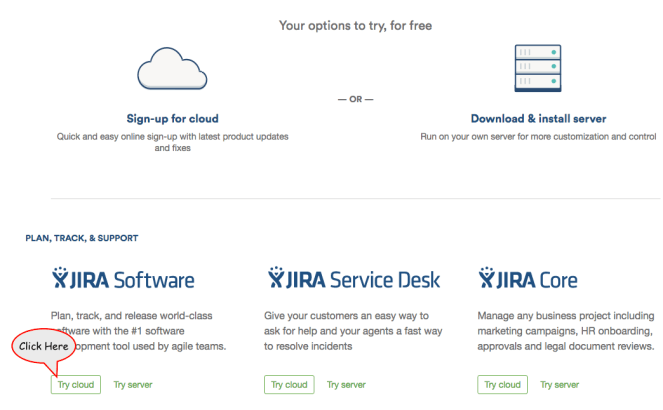 Your options to try, for free
— OR —
Sign-up for cloud
Quick and easy online sign-up with latest product updates
and fixes
Download & install server
Run on your own server for more customization and control
PLAN, TRACK, & SUPPORT
JIRA Software
Plan, track, and release world-class
software with the #1 software
development tool used by agile teams.
Click Here
Try cloud Try server
JIRA Service Desk
Give your customers an easy way to
ask for help and your agents a fast way
to resolve incidents
Try cloud Try server
JIRA Core
Manage any business project including
marketing campaigns, HR onboarding,
approvals and legal document reviews.
Try cloud Try server